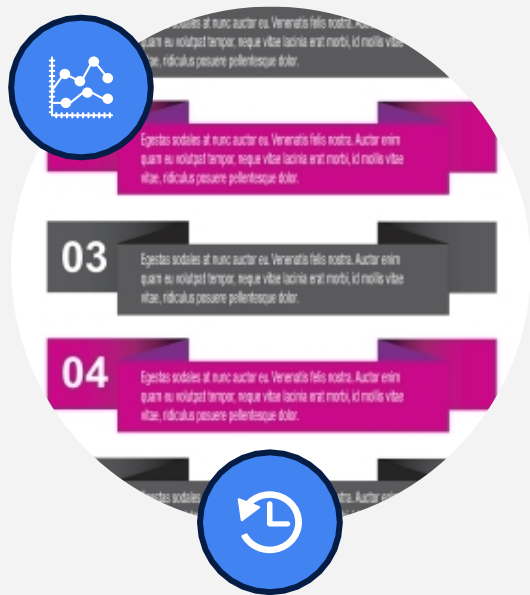 sodales at nunc auctor eu. Venenatis felis nostra. Auctor
quam eu volutpat tempor, neque vitae lacinia erat morbi, id mollis vitae
vitae, ridiculus posuere pellentesque dolor.
Egestas sodales at nunc auctor eu. Venenatis felis nostra. Auctor enim
quam eu volutpat tempor, neque vitae lacinia erat morbi, id mollis vitae
vitae, ridiculus posuere pellentesque dolor.
03
Egestas sodales at nunc auctor eu. Venenatis felis nostra. Auctor enim
quam eu volutpat tempor, neque vitae lacinia erat morbi, id mollis vitae
vitae, ridiculus posuere pellentesque dolor.
04
Egestas sodales at nunc auctor eu. Venenatis felis nostra. Auctor enim
quam eu volutpat tempor, neque vitae lacinia erat morbi, id mollis vitae
vitae, ridiculus posuere pellentesque dolor.
Egestas sodales Auctor